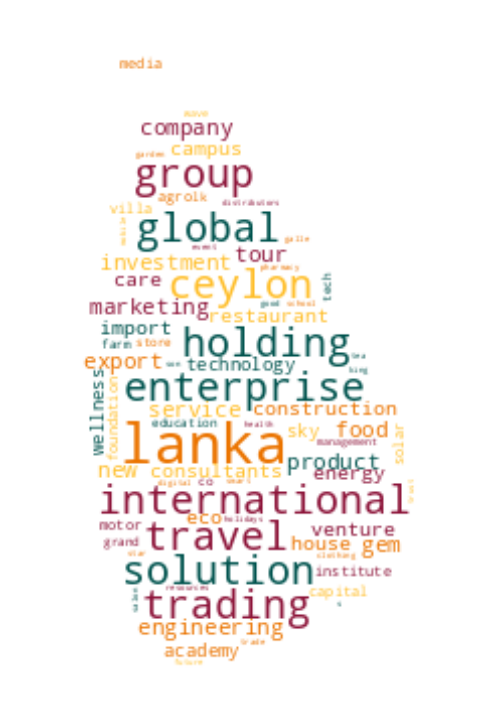 media
move
company
garden campus
group
agrolk
villa distributors
global
galle
event tour
investment pharmacy
care ceylon tech
marketing good school
restaurant
import holding
farm store tea
export son technology king
wellness enterprise
foundation service construction
education health sky food solar
lanka management
new consultants product
energy
digital co smart
international
eco holidays
motor travel venture
grand house gem
star clothing
solution institute
resources capital
trading
engineering
trade
academy
future